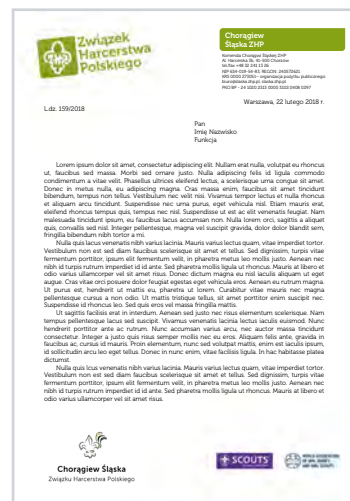 Związek
Harcerstwa
Polskiego
Chorągiew
Śląska ZHP
Komenda Chorągwi Śląskiej ZHP
Al. Harcerska 3b, 41-500 Chorzów
KRS 0000 273051 – organizacja pożytku publicznego
L.dz. 159/2018
Warszawa, 22 lutego 2018 r.
Pan
Imię Nazwisko
Funkcja
Lorem ipsum dolor sit amet, consectetur adipiscing elit. Nullam erat nulla, volutpat eu rhoncus
ut, faucibus sed massa. Morbi sed ornare justo. Nulla adipiscing felis id ligula commodo
condimentum a vitae velit. Phasellus ultrices eleifend lectus, a scelerisque urna congue sit amet.
Donec in metus nulla, eu adipiscing magna. Cras massa enim, faucibus sit amet tincidunt
bibendum, tempus non tellus. Vestibulum nec velit nisi. Vivamus tempor lectus et nulla rhoncus
et aliquam arcu tincidunt. Suspendisse nec urna purus, eget vehicula nisl. Etiam mauris erat,
eleifend rhoncus tempus quis, tempus nec nisl. Suspendisse ut est ac elit venenatis feugiat. Nam
malesuada tincidunt ipsum, eu faucibus lacus accumsan non. Nulla lorem orci, sagittis a aliquet
quis, convallis sed nisl. Integer pellentesque, magna vel suscipit gravida, dolor dolor blandit sem,
fringilla bibendum nibh tortor a mi.
Nulla quis lacus venenatis nibh varius lacinia. Mauris varius lectus quam, vitae imperdiet tortor.
Vestibulum non est sed diam faucibus scelerisque sit amet et tellus. Sed dignissim, turpis vitae
fermentum porttitor, ipsum elit fermentum velit, in pharetra metus leo mollis justo. Aenean nec
nibh id turpis rutrum imperdiet id id ante. Sed pharetra mollis ligula ut rhoncus. Mauris at libero et
odio varius ullamcorper vel sit amet risus. Donec dictum magna eu nisi iaculis aliquam ut eget
augue. Cras vitae orci posuere dolor feugiat egestas eget vehicula eros. Aenean eu rutrum magna.
Ut purus est, hendrerit ut mattis et, pharetra ut lorem. Curabitur vitae mauris nec magna
pellentesque cursus a non odio. Ut mattis tristique tellus, sit amet porttitor enim suscipit nec.
Suspendisse id rhoncus leo. Sed quis eros vel massa fringilla mattis.
Ut sagittis facilisis erat in interdum. Aenean sed justo nec risus elementum scelerisque. Nam
tempus pellentesque lacus sed suscipit. Vivamus venenatis lacinia lectus iaculis euismod. Nunc
hendrerit porttitor ante ac rutrum. Nunc accumsan varius arcu, nec auctor massa tincidunt
consectetur. Integer a justo quis risus semper mollis nec eu eros. Aliquam felis ante, gravida in
faucibus ac, cursus id mauris. Proin elementum, nunc sed volutpat mattis, enim est iaculis ipsum,
id sollicitudin arcu leo eget tellus. Donec in nunc enim, vitae facilisis ligula. In hac habitasse platea
dictumst.
Nulla quis lcus venenatis nibh varius lacinia. Mauris varius lectus quam, vitae imperdiet tortor.
Vestibulum non est sed diam faucibus scelerisque sit amet et tellus. Sed dignissim, turpis vitae
fermentum porttitor, ipsum elit fermentum velit, in pharetra metus leo mollis justo. Aenean nec
nibh id turpis rutrum imperdiet id id ante. Sed pharetra mollis ligula ut rhoncus. Mauris at libero et
odio varius ullamcorper vel sit amet risus.
Chorągiew Śląska
Związku Harcerstwa Polskiego
SCOUTS